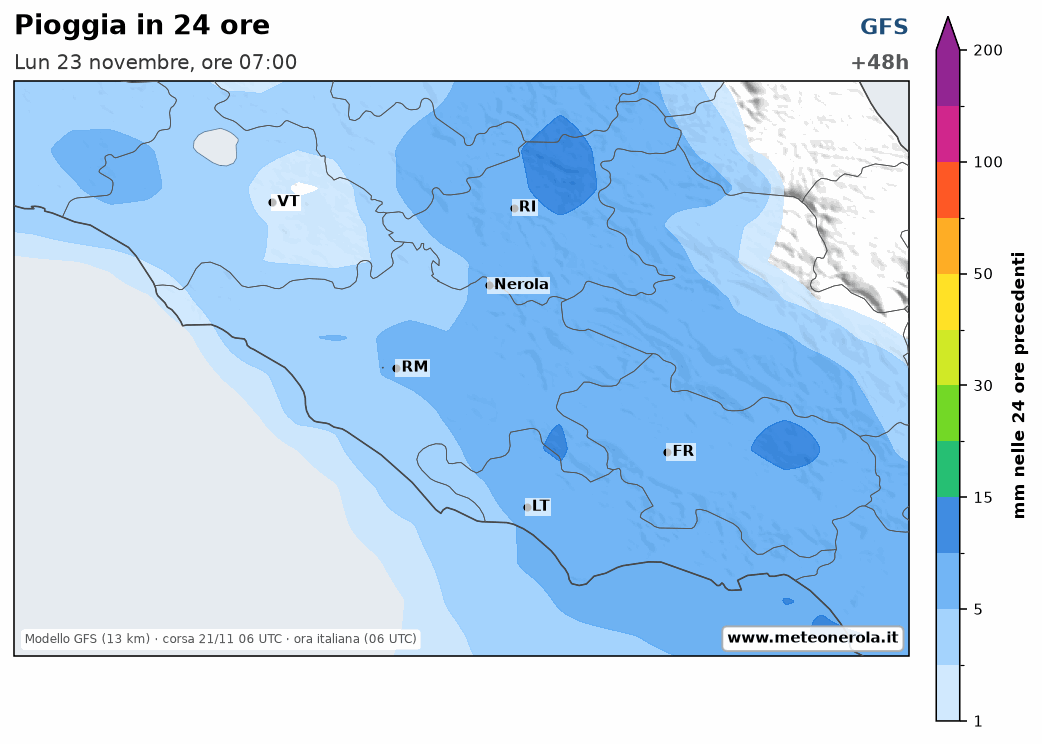 Pioggia in 24 ore
GFS
Lun 23 novembre, ore 07:00
+48h
200
100
50
30
15
5
1
mm nelle 24 ore precedenti
VT
RI
Nerola
RM
FR
LT
Modello GFS (13 km) · corsa 21/11 06 UTC · ora italiana (06 UTC)
www.meteonerola.it